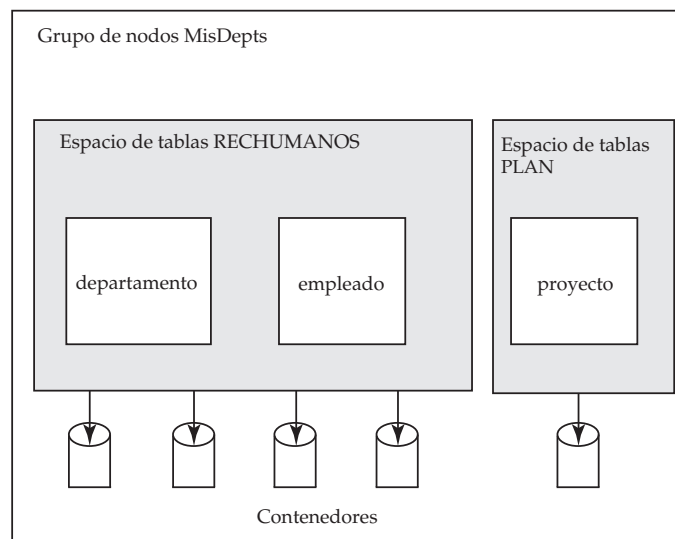 Grupo de nodos MisDepts
Espacio de tablas RECHUMANOS
Espacio de tablas
PLAN
departamento
empleado
proyecto
Contenedores